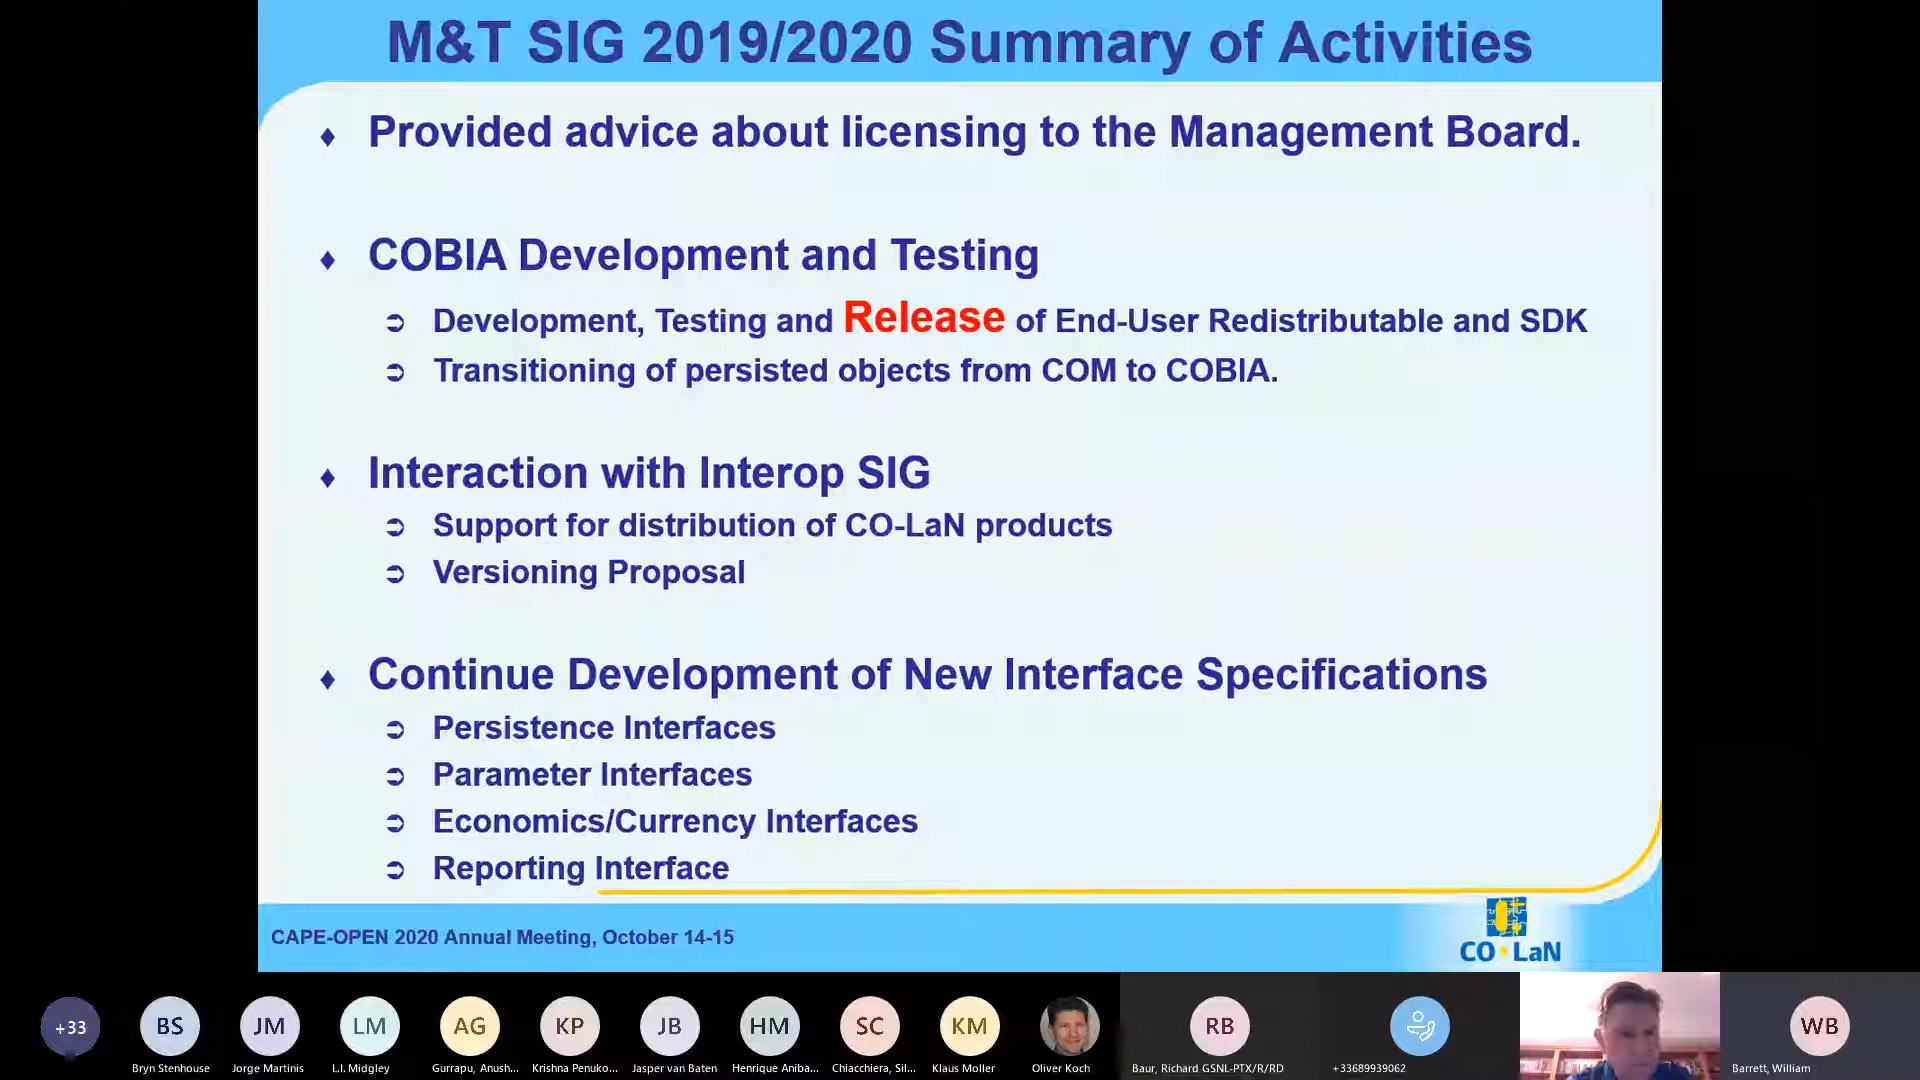 M&T SIG 2019/2020 Summary of Activities
Provided advice about licensing to the Management Board.
COBIA Development and Testing
Development, Testing and Release of End-User Redistributable and SDK
Transitioning of persisted objects from COM to COBIA.
Interaction with Interop SIG
Support for distribution of CO-LaN products
Versioning Proposal
Continue Development of New Interface Specifications
Persistence Interfaces
Parameter Interfaces
Economics/Currency Interfaces
Reporting Interface
CAPE-OPEN 2020 Annual Meeting, October 14-15
CO·LaN
+33
BS
JM
LM
AG
KP
JB
HM
SC
KM
RB
WB
Bryn Stenhouse
Jorge Martinis
L.I. Midgley
Gurrapu, Anush...
Krishna Penuko...
Jasper van Baten
Henrique Aniba...
Chiacchiera, Sil...
Klaus Moller
Oliver Koch
Baur, Richard GSNL-PTX/R/RD
+33689939062
Barrett, William